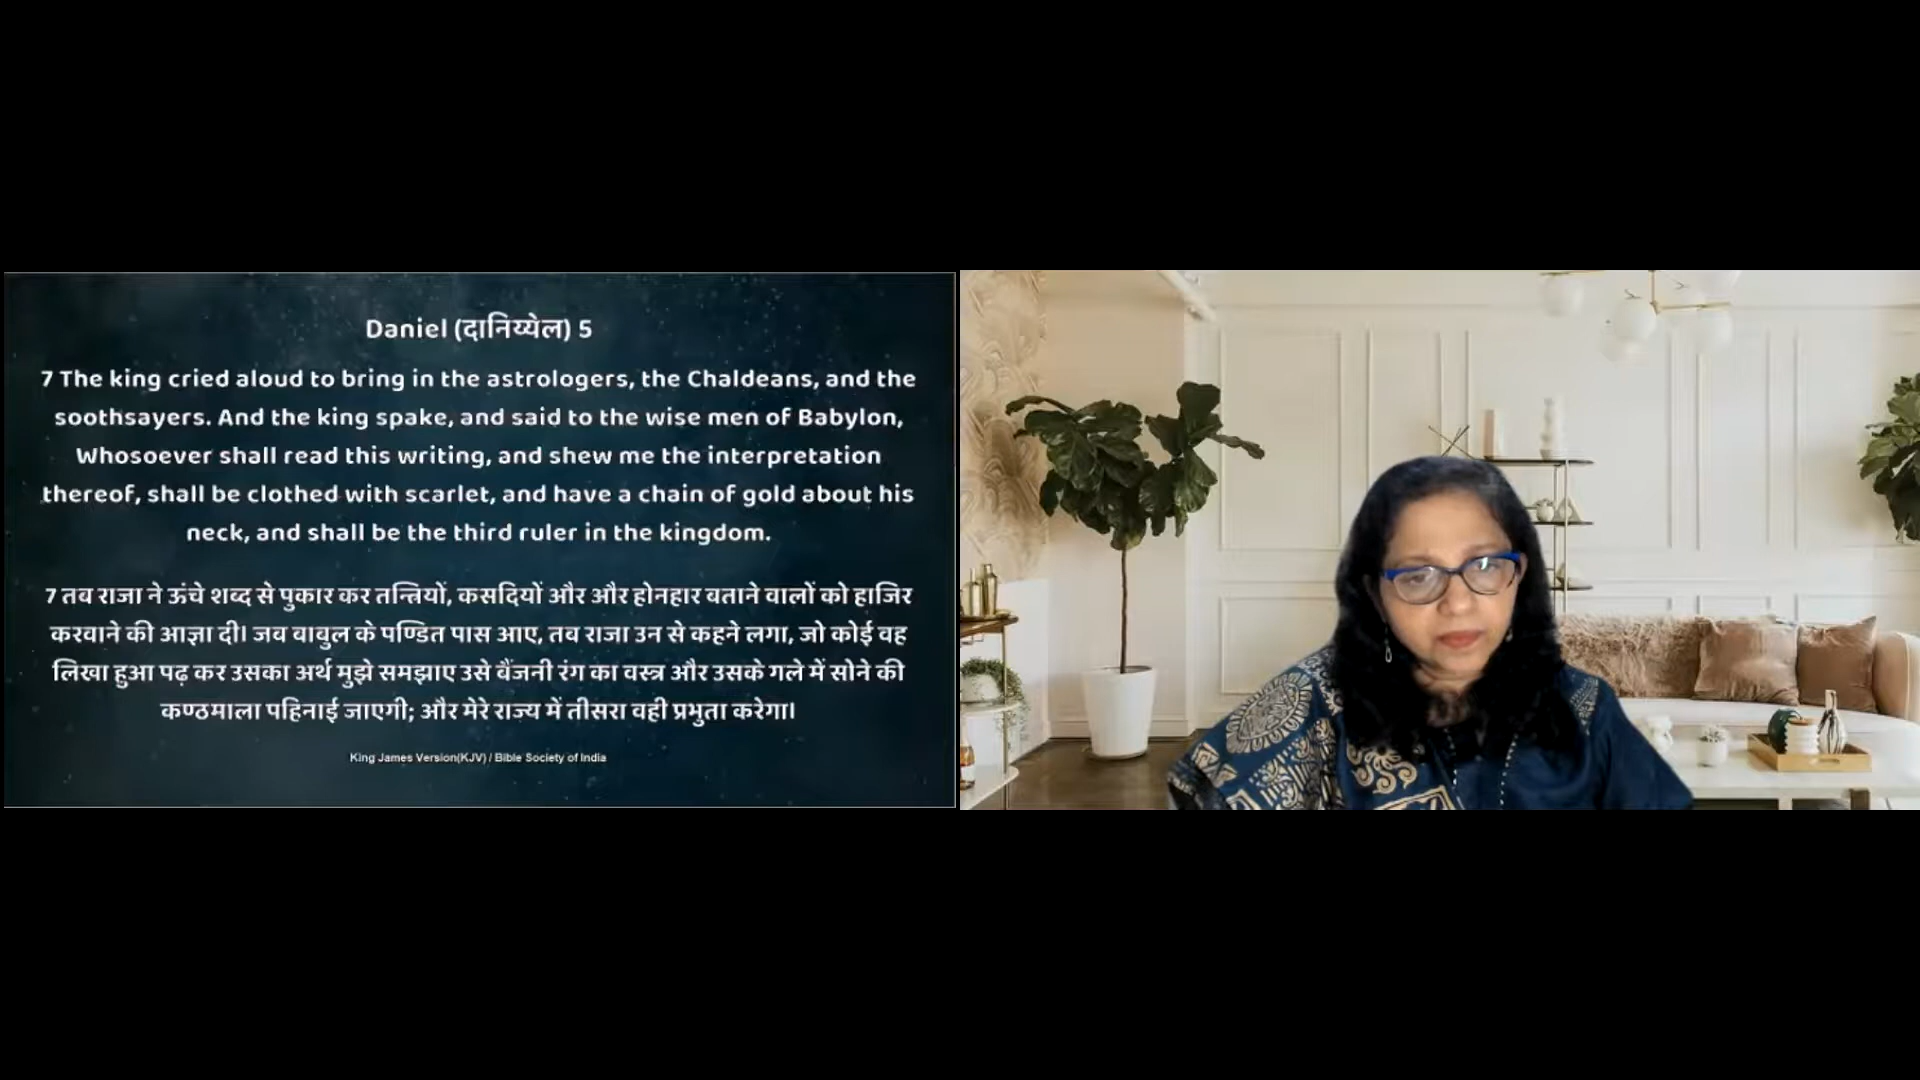 Daniel (दानिय्येल) 5
7 The king cried aloud to bring in the astrologers, the Chaldeans, and the
soothsayers. And the king spake, and said to the wise men of Babylon,
Whosoever shall read this writing, and shew me the interpretation
thereof, shall be clothed with scarlet, and have a chain of gold about his
neck, and shall be the third ruler in the kingdom.
7 तब राजा ने ऊंचे शब्द से पुकार कर तन्त्रियों, कसदियों और और होनहार बताने वालों को हाजिर
करवाने की आज्ञा दी। जब बाबुल के पण्डित पास आए, तब राजा उन से कहने लगा, जो कोई वह
लिखा हुआ पढ़ कर उसका अर्थ मुझे समझाए उसे बैंजनी रंग का वस्त्र और उसके गले में सोने की
कण्ठमाला पहिनाई जाएगी; और मेरे राज्य में तीसरा वही प्रभुता करेगा।
King James Version(KJV) / Bible Society of India